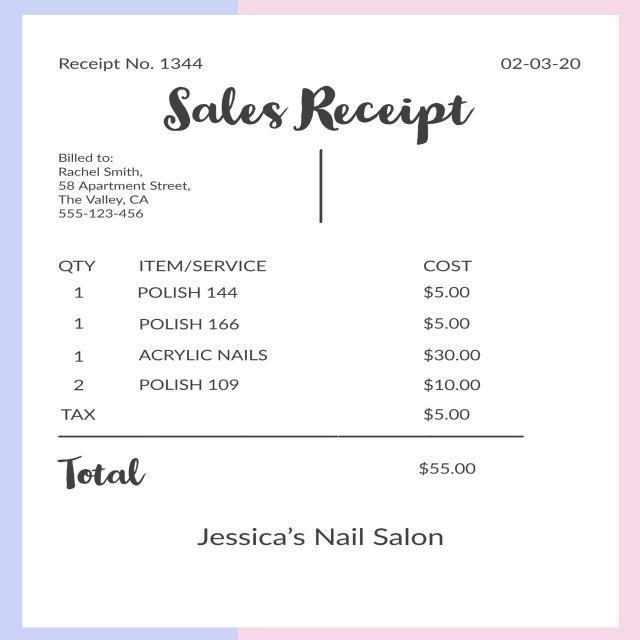 Receipt No. 1344 02-03-20
Sales Receipt
Billed to:
Rachel Smith,
58 Apartment Street,
The Valley, CA
555-123-456
QTY ITEM/SERVICE COST
1 POLISH 144 $5.00
1 POLISH 166 $5.00
1 ACRYLIC NAILS $30.00
2 POLISH 109 $10.00
TAX $5.00
Total $55.00
Jessica’s Nail Salon